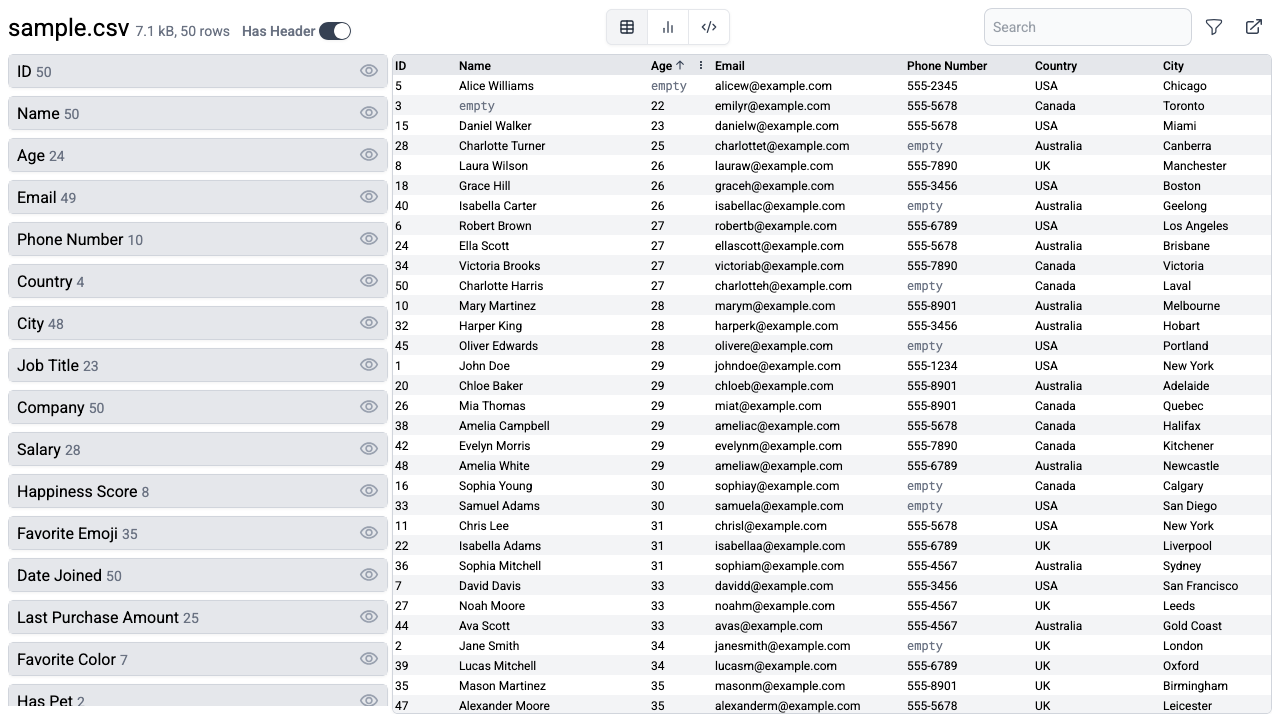 sample.csv 7.1 kB, 50 rows Has Header
Search
ID 50
Name 50
Age 24
Email 49
Phone Number 10
Country 4
City 48
Job Title 23
Company 50
Salary 28
Happiness Score 8
Favorite Emoji 35
Date Joined 50
Last Purchase Amount 25
Favorite Color 7
Has Pet 2
ID Name Age Email Phone Number Country City
5 Alice Williams empty alicew@example.com 555-2345 USA Chicago
3 empty 22 emilyr@example.com 555-5678 Canada Toronto
15 Daniel Walker 23 danielw@example.com 555-5678 USA Miami
28 Charlotte Turner 25 charlottet@example.com empty Australia Canberra
8 Laura Wilson 26 lauraw@example.com 555-7890 UK Manchester
18 Grace Hill 26 graceh@example.com 555-3456 USA Boston
40 Isabella Carter 26 isabellac@example.com empty Australia Geelong
6 Robert Brown 27 robertb@example.com 555-6789 USA Los Angeles
24 Ella Scott 27 ellascott@example.com 555-5678 Australia Brisbane
34 Victoria Brooks 27 victoriab@example.com 555-7890 Canada Victoria
50 Charlotte Harris 27 charlotteh@example.com empty Canada Laval
10 Mary Martinez 28 marym@example.com 555-8901 Australia Melbourne
32 Harper King 28 harperk@example.com 555-3456 Australia Hobart
45 Oliver Edwards 28 olivere@example.com empty USA Portland
1 John Doe 29 johndoe@example.com 555-1234 USA New York
20 Chloe Baker 29 chloeb@example.com 555-8901 Australia Adelaide
26 Mia Thomas 29 miat@example.com 555-8901 Canada Quebec
38 Amelia Campbell 29 ameliac@example.com 555-5678 Canada Halifax
42 Evelyn Morris 29 evelynm@example.com 555-7890 Canada Kitchener
48 Amelia White 29 ameliaw@example.com 555-6789 Australia Newcastle
16 Sophia Young 30 sophiay@example.com empty Canada Calgary
33 Samuel Adams 30 samuela@example.com empty USA San Diego
11 Chris Lee 31 chrisl@example.com 555-5678 USA New York
22 Isabella Adams 31 isabellaa@example.com 555-6789 UK Liverpool
36 Sophia Mitchell 31 sophiam@example.com 555-4567 Australia Sydney
7 David Davis 33 davidd@example.com 555-3456 USA San Francisco
27 Noah Moore 33 noahm@example.com 555-4567 UK Leeds
44 Ava Scott 33 avas@example.com 555-4567 Australia Gold Coast
2 Jane Smith 34 janesmith@example.com empty UK London
39 Lucas Mitchell 34 lucasm@example.com 555-6789 UK Oxford
35 Mason Martinez 35 masonm@example.com 555-8901 UK Birmingham
47 Alexander Moore 35 alexanderm@example.com 555-5678 UK Leicester